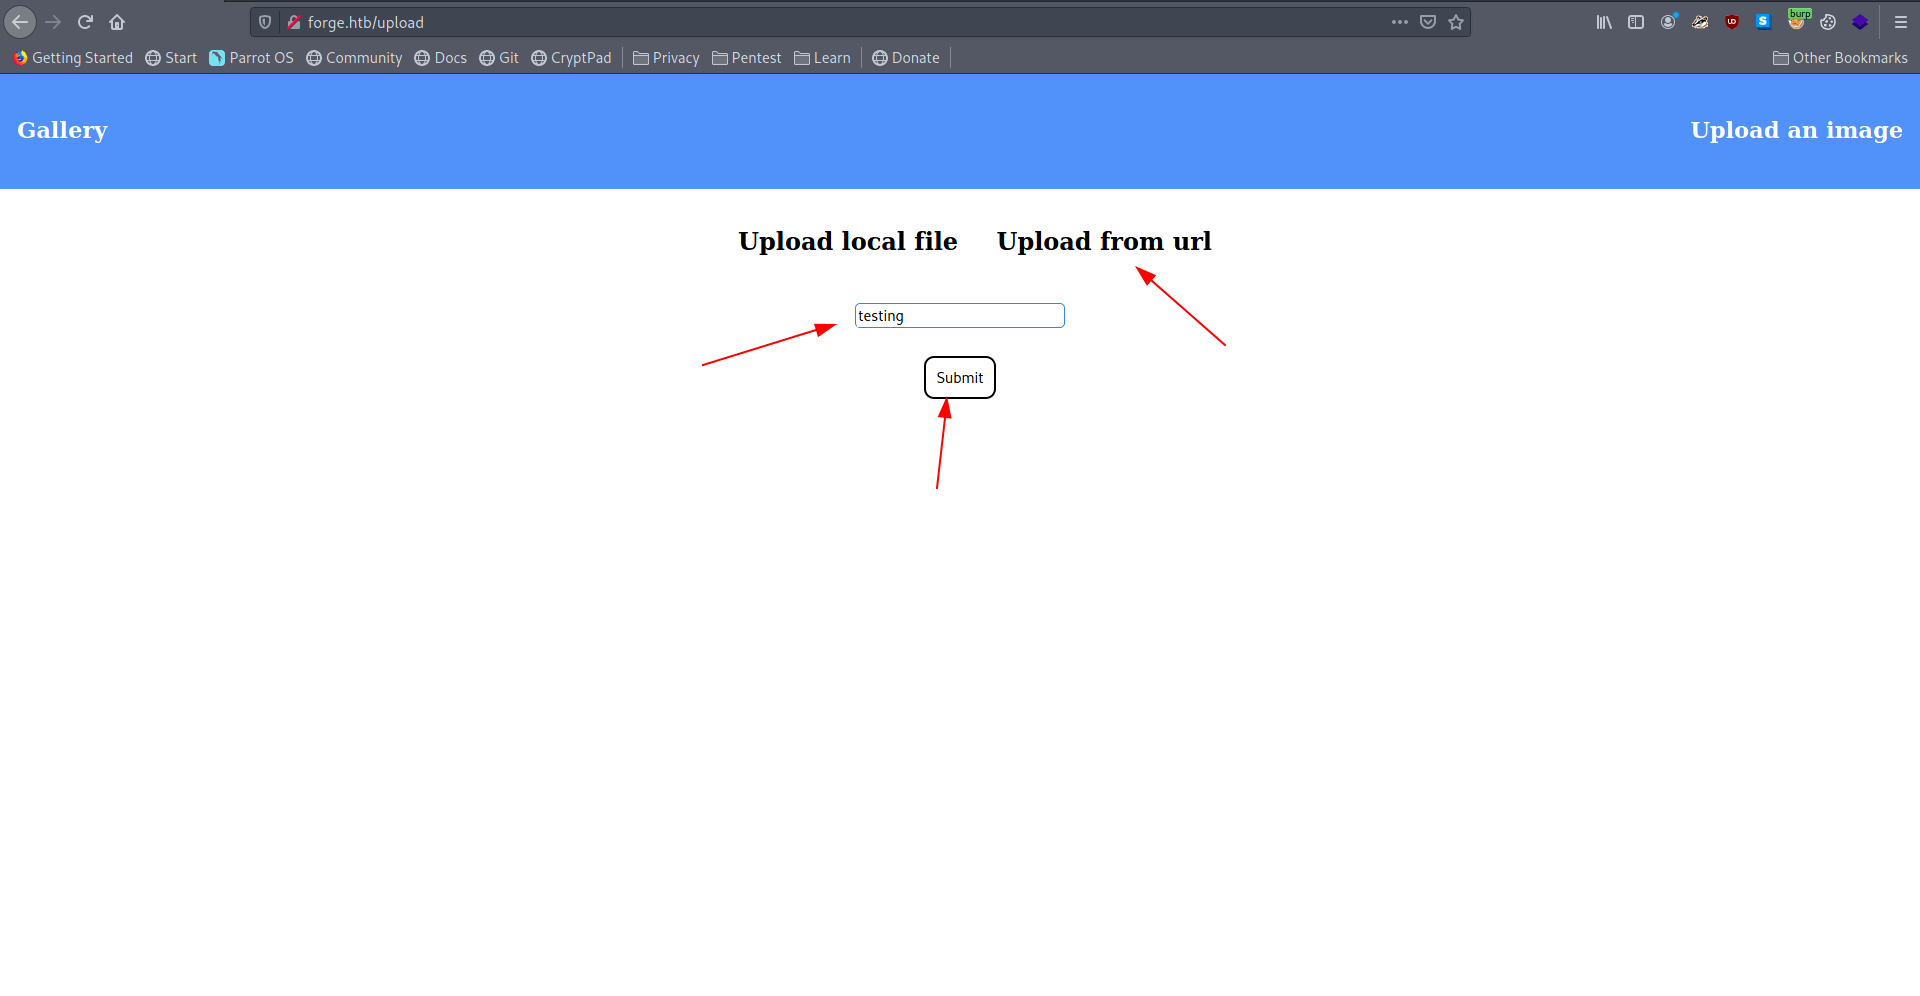 forge.htb/upload
burp
Getting Started Start Parrot OS Community Docs Git CryptPad Privacy Pentest Learn Donate Other Bookmarks
Gallery Upload an image
Upload local file Upload from url
testing
Submit